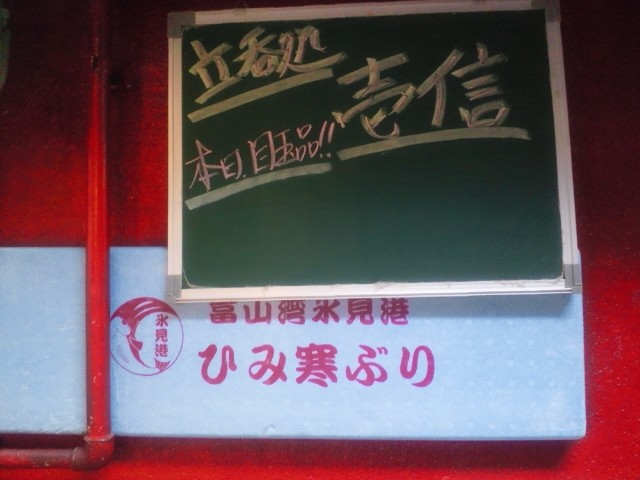 立呑処
壱信
本日、目玉品!!
富山湾氷見港
ひみ寒ぶり
氷見港